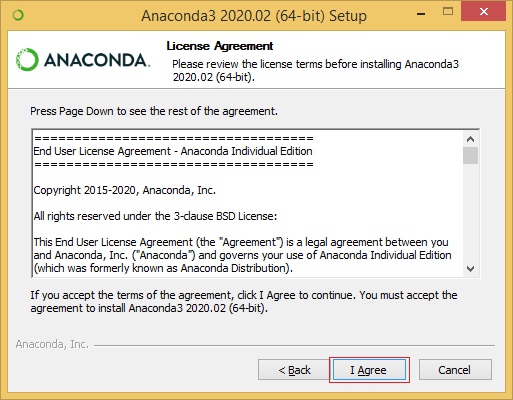 Anaconda3 2020.02 (64-bit) Setup
ANACONDA.
License Agreement
Please review the license terms before installing Anaconda3
2020.02 (64-bit).
Press Page Down to see the rest of the agreement.
===================================
End User License Agreement - Anaconda Individual Edition
===================================
Copyright 2015-2020, Anaconda, Inc.
All rights reserved under the 3-clause BSD License:
This End User License Agreement (the "Agreement") is a legal agreement between you
and Anaconda, Inc. ("Anaconda") and governs your use of Anaconda Individual Edition
(which was formerly known as Anaconda Distribution).
If you accept the terms of the agreement, click I Agree to continue. You must accept the
agreement to install Anaconda3 2020.02 (64-bit).
Anaconda, Inc.
< Back
I Agree
Cancel